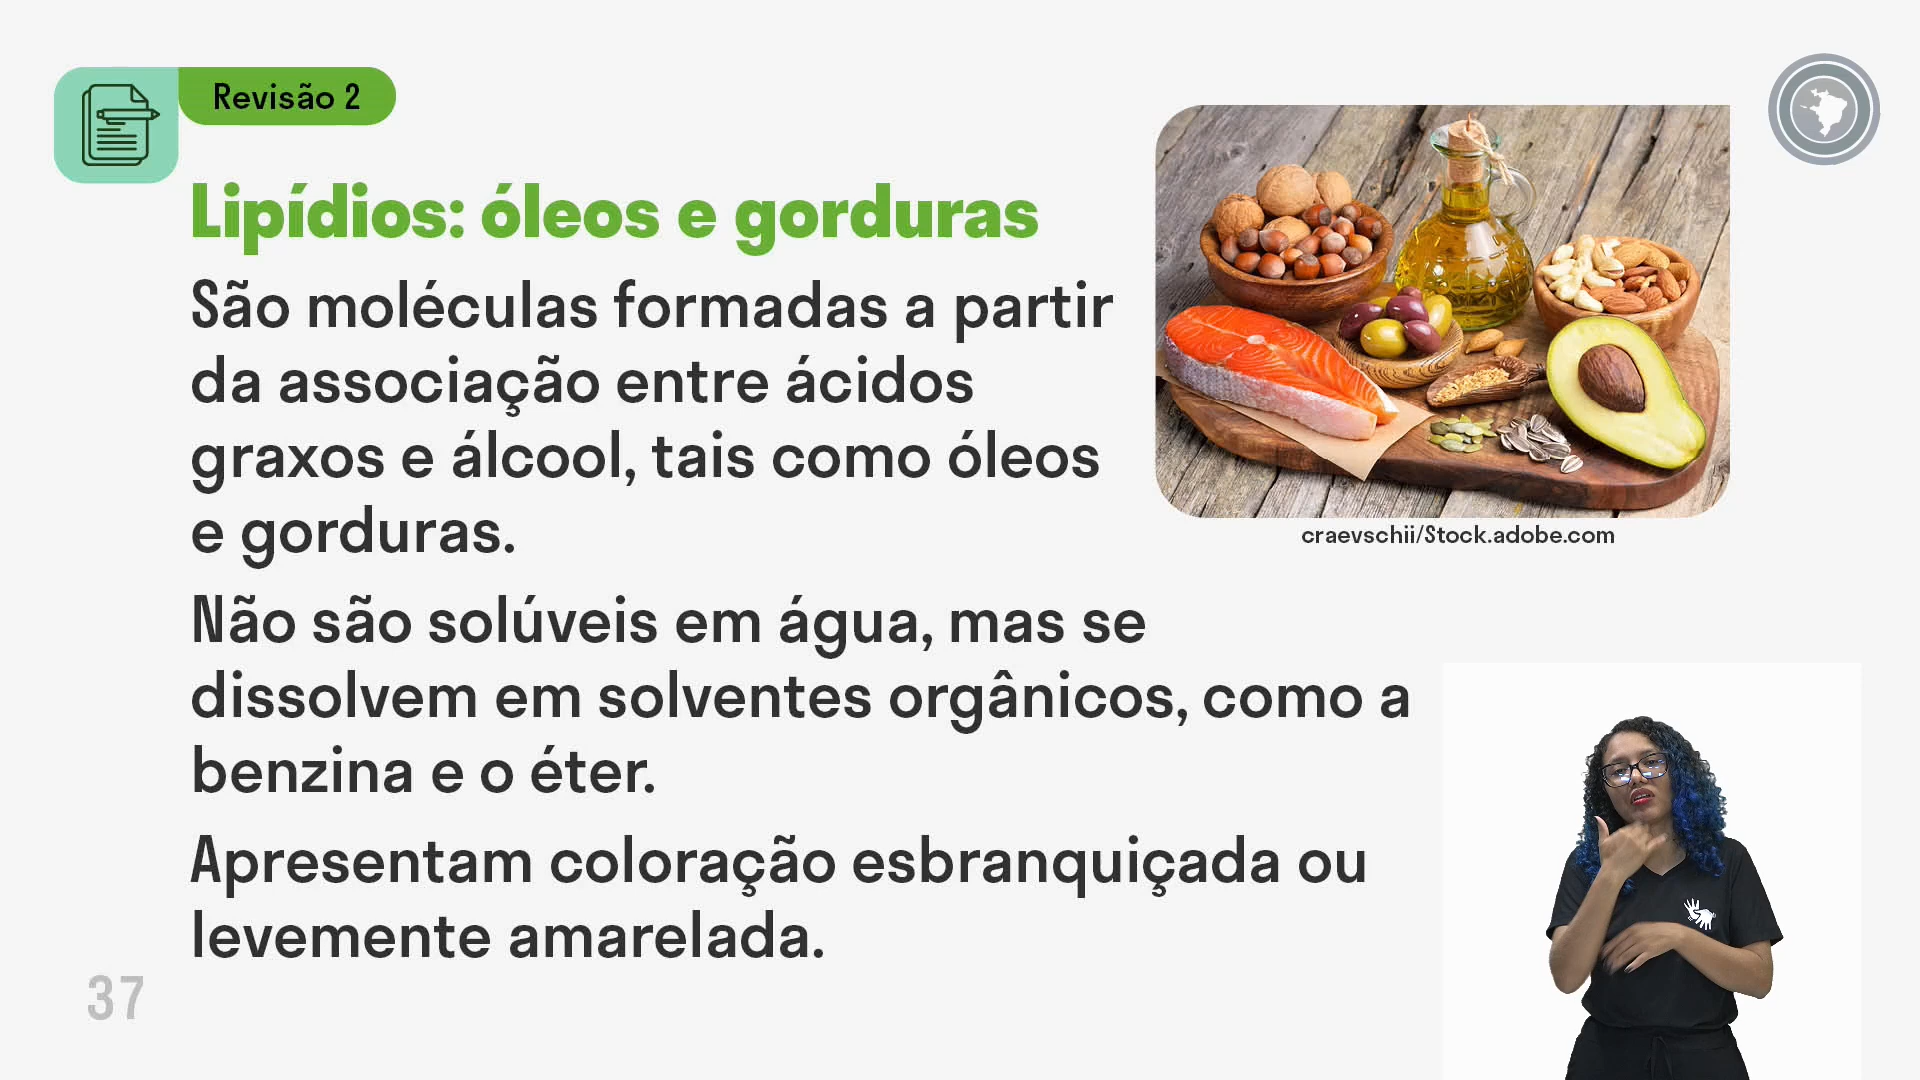 Revisão 2
Lipídios: óleos e gorduras
São moléculas formadas a partir
da associação entre ácidos
graxos e álcool, tais como óleos
e gorduras.
craevschii/Stock.adobe.com
Não são solúveis em água, mas se
dissolvem em solventes orgânicos, como a
benzina e o éter.
Apresentam coloração esbranquiçada ou
levemente amarelada.
37